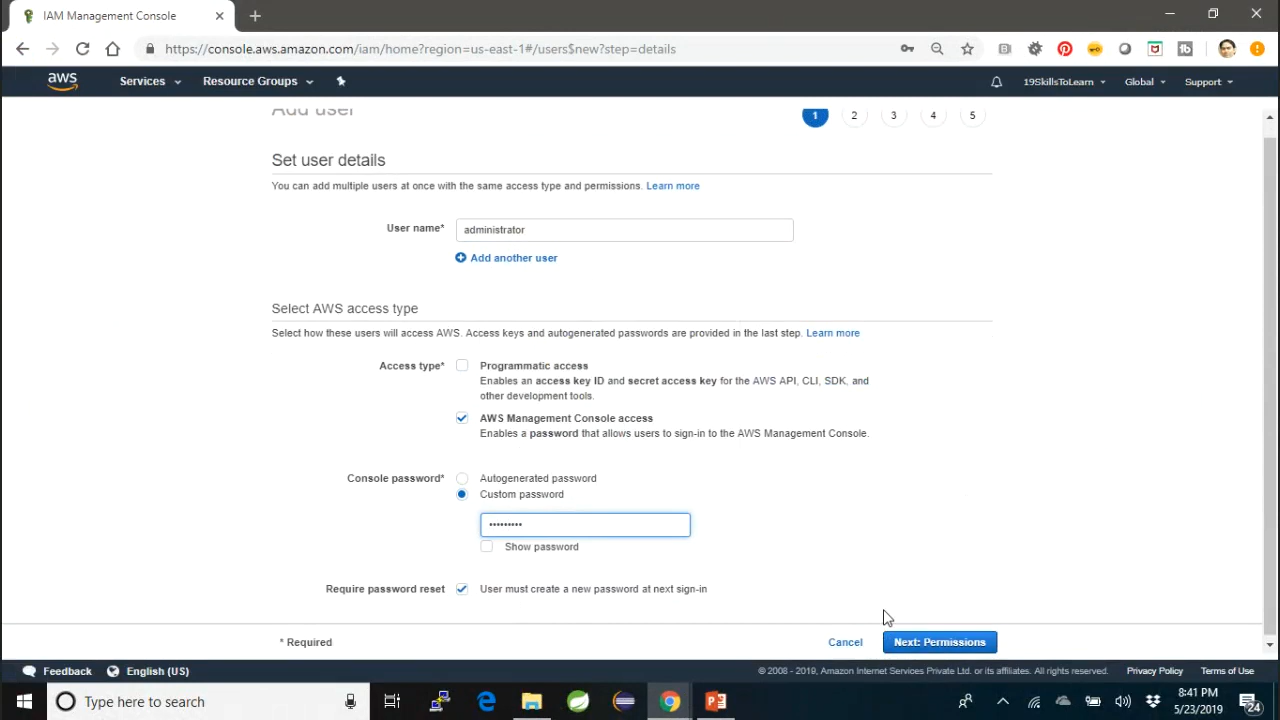 IAM Management Console
https://console.aws.amazon.com/iam/home?region=us-east-1#/users$new?step=details
aws Services Resource Groups 19SkillsToLearn Global Support
Add user 1 2 3 4 5
Set user details
You can add multiple users at once with the same access type and permissions. Learn more
User name* administrator
Add another user
Select AWS access type
Select how these users will access AWS. Access keys and autogenerated passwords are provided in the last step. Learn more
Access type* Programmatic access
Enables an access key ID and secret access key for the AWS API, CLI, SDK, and
other development tools.
AWS Management Console access
Enables a password that allows users to sign-in to the AWS Management Console.
Console password* Autogenerated password
Custom password
•••••••••
Show password
Require password reset User must create a new password at next sign-in
* Required Cancel Next: Permissions
Feedback English (US) © 2008 - 2019, Amazon Internet Services Private Ltd. or its affiliates. All rights reserved. Privacy Policy Terms of Use
Type here to search 8:41 PM
5/23/2019 24